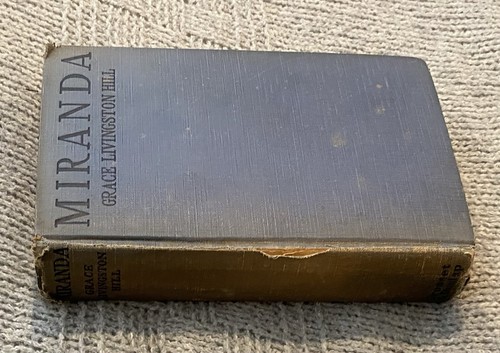 MIRANDA
GRACE LIVINGSTON HILL
MIRANDA
GRACE
LIVINGSTON
HILL